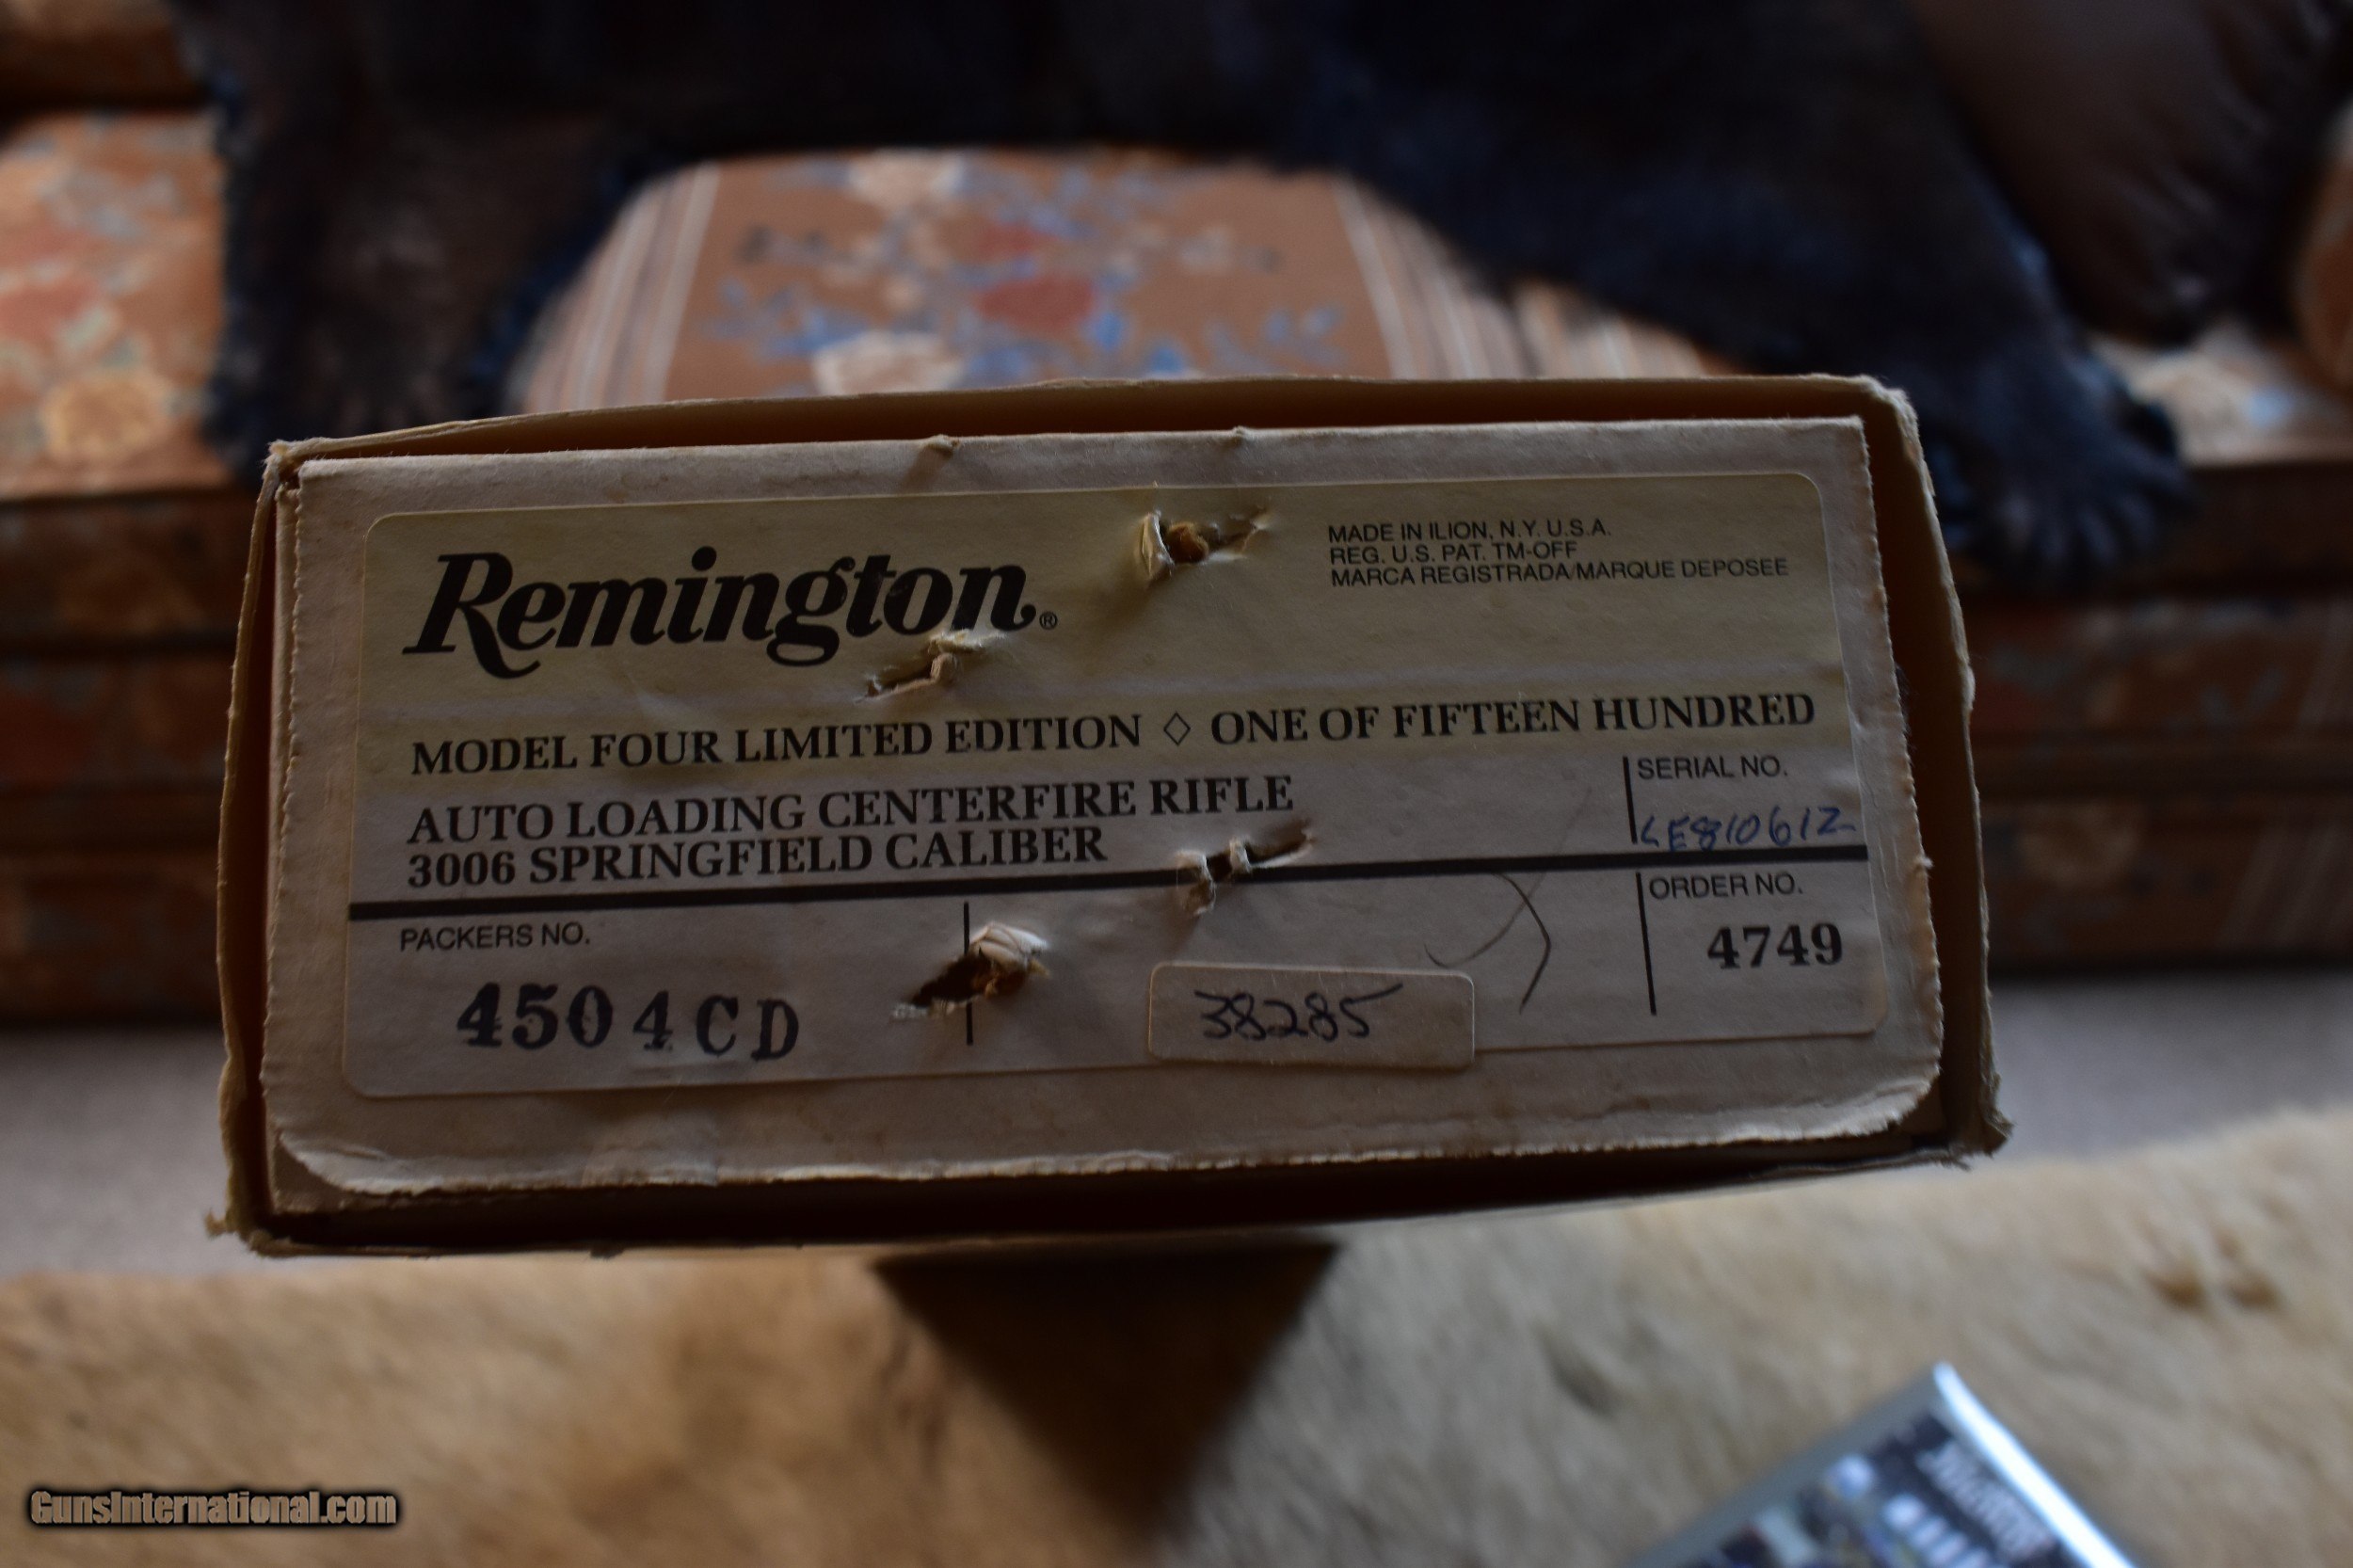 Remington®
MADE IN ILION, N.Y. U.S.A.
REG. U.S. PAT. TM-OFF
MARCA REGISTRADA/MARQUE DEPOSEE
MODEL FOUR LIMITED EDITION ◇ ONE OF FIFTEEN HUNDRED
AUTO LOADING CENTERFIRE RIFLE
3006 SPRINGFIELD CALIBER
SERIAL NO.
LE810612
PACKERS NO.
4504CD
38285
ORDER NO.
4749
GunsInternational.com